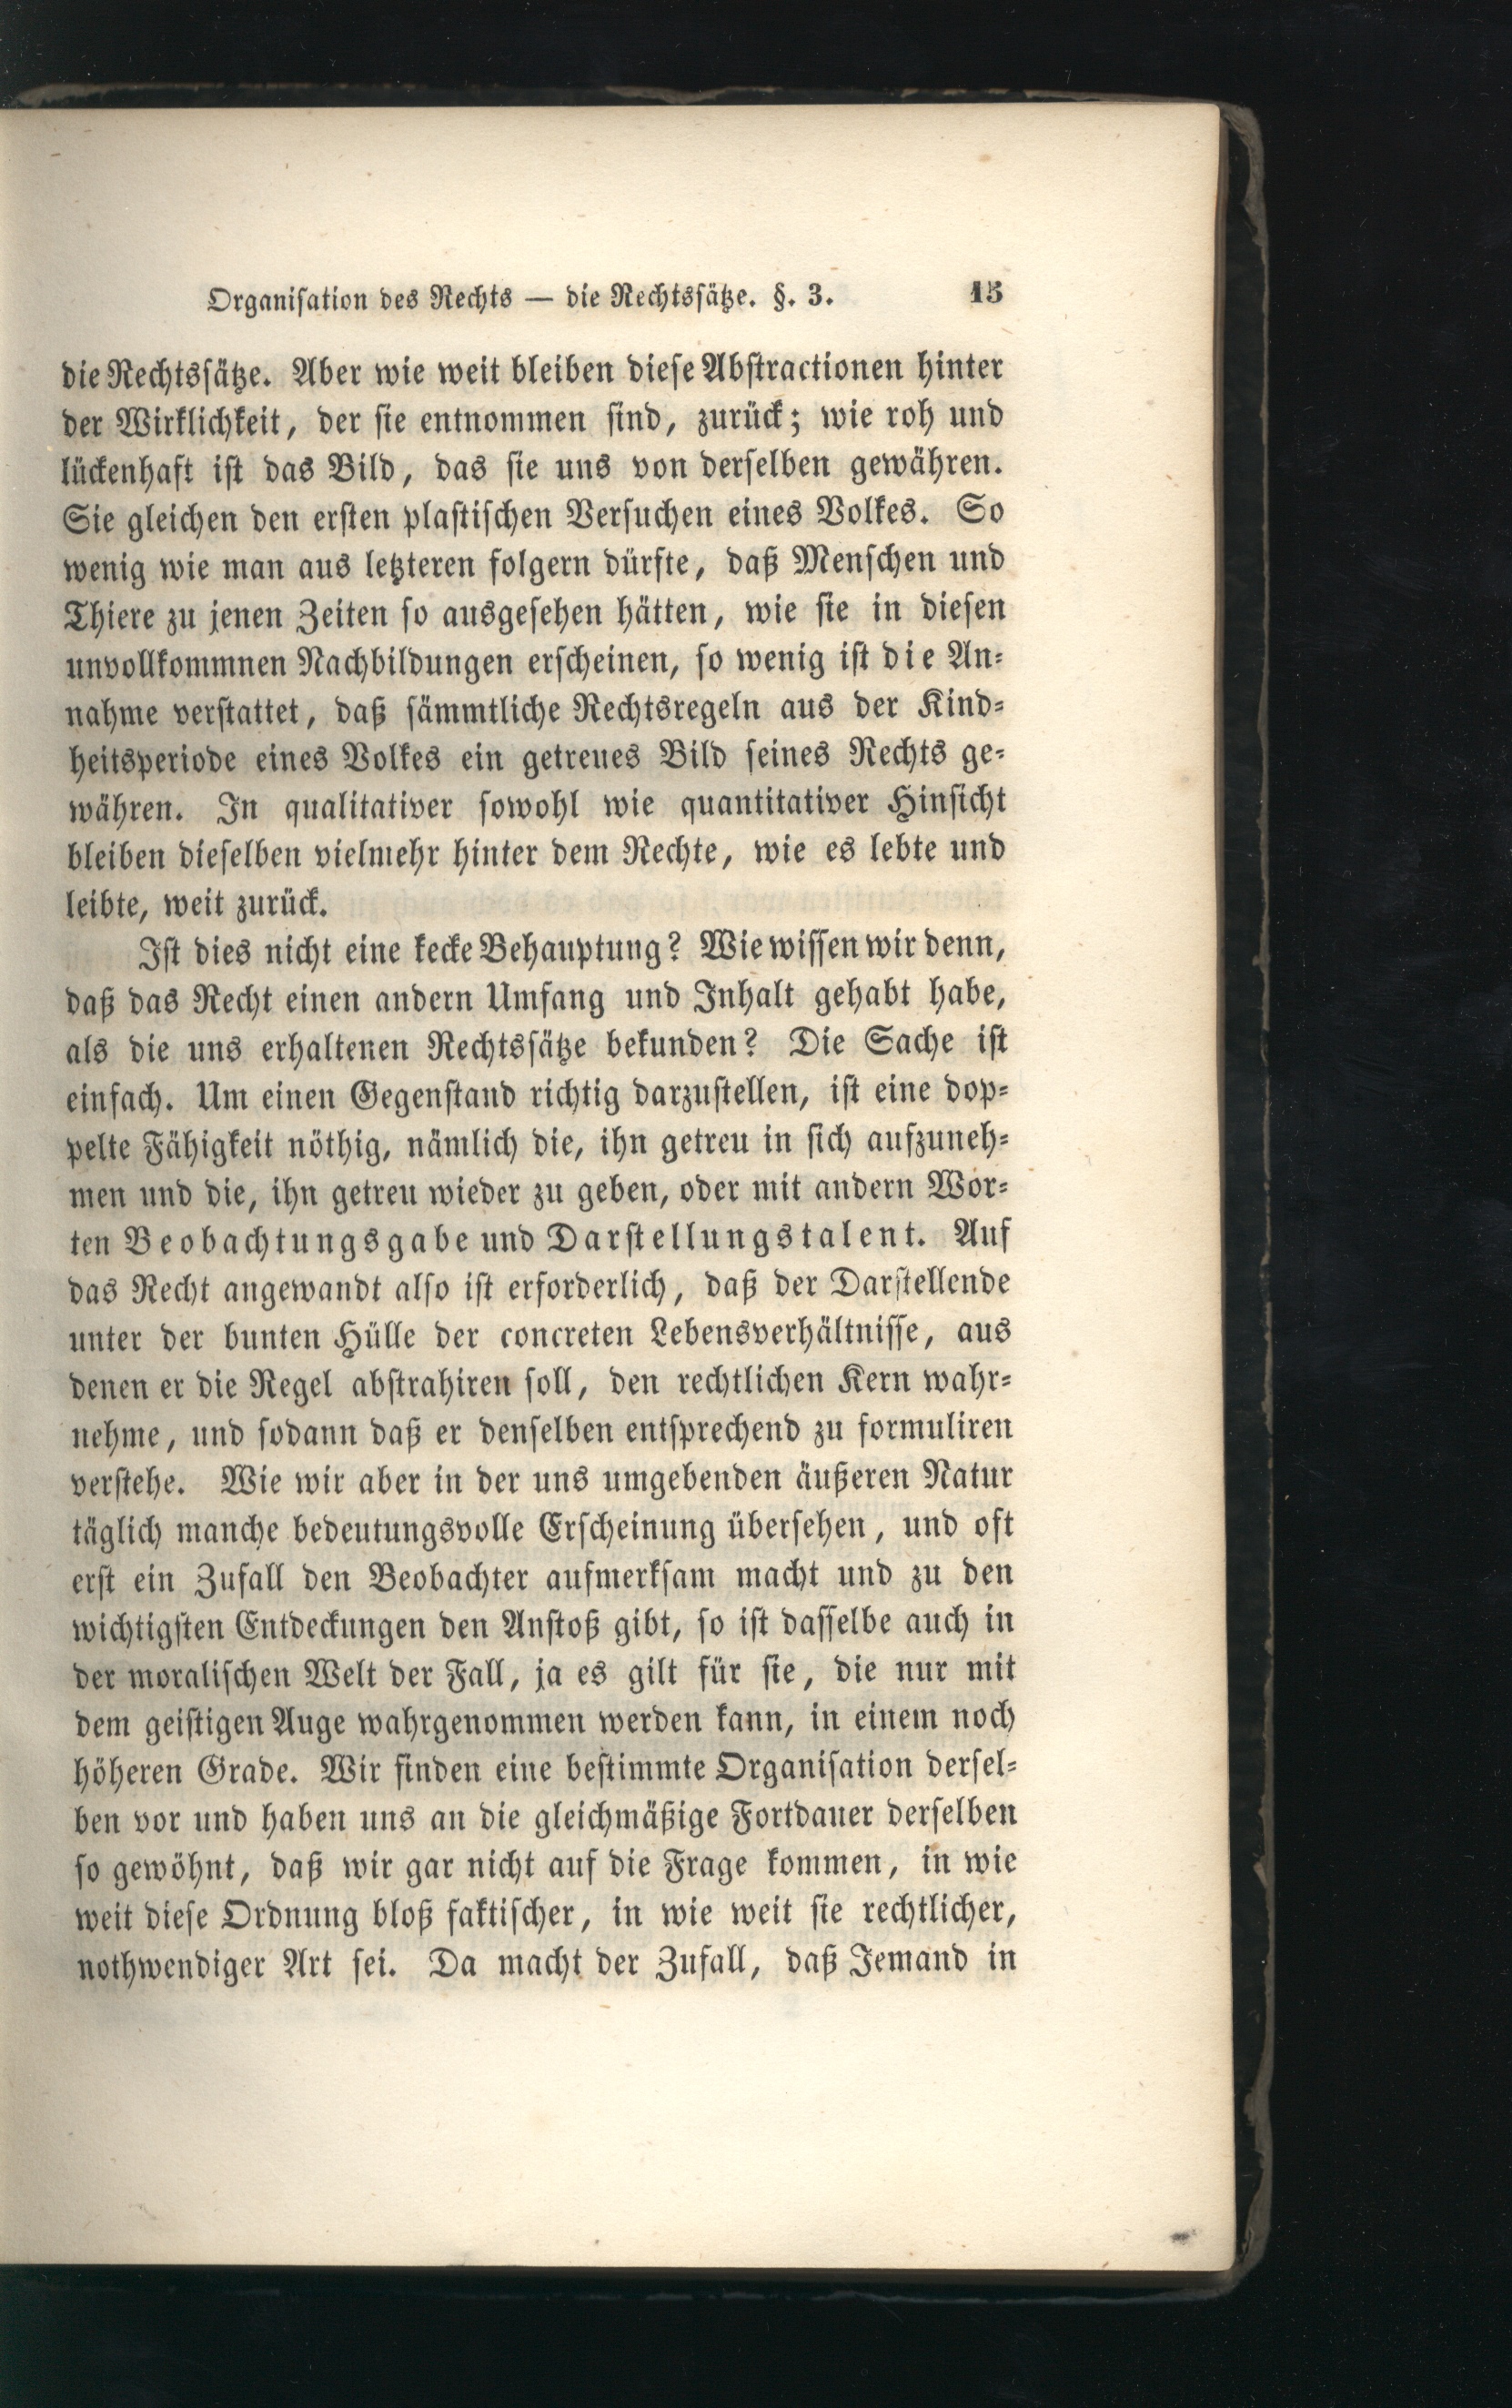 Organisation des Rechts — die Rechtssätze. §. 3. 15
die Rechtssätze. Aber wie weit bleiben diese Abstractionen hinter
der Wirklichkeit, der sie entnommen sind, zurück; wie roh und
lückenhaft ist das Bild, das sie uns von derselben gewähren.
Sie gleichen den ersten plastischen Versuchen eines Volkes. So
wenig wie man aus letzteren folgern dürfte, daß Menschen und
Thiere zu jenen Zeiten so ausgesehen hätten, wie sie in diesen
unvollkommnen Nachbildungen erscheinen, so wenig ist die An-
nahme verstattet, daß sämmtliche Rechtsregeln aus der Kind-
heitsperiode eines Volkes ein getreues Bild seines Rechts ge-
währen. In qualitativer sowohl wie quantitativer Hinsicht
bleiben dieselben vielmehr hinter dem Rechte, wie es lebte und
leibte, weit zurück.
Ist dies nicht eine kecke Behauptung? Wie wissen wir denn,
daß das Recht einen andern Umfang und Inhalt gehabt habe,
als die uns erhaltenen Rechtssätze bekunden? Die Sache ist
einfach. Um einen Gegenstand richtig darzustellen, ist eine dop-
pelte Fähigkeit nöthig, nämlich die, ihn getreu in sich aufzuneh-
men und die, ihn getreu wieder zu geben, oder mit andern Wor-
ten Beobachtungsgabe und Darstellungstalent. Auf
das Recht angewandt also ist erforderlich, daß der Darstellende
unter der bunten Hülle der concreten Lebensverhältnisse, aus
denen er die Regel abstrahiren soll, den rechtlichen Kern wahr-
nehme, und sodann daß er denselben entsprechend zu formuliren
verstehe. Wie wir aber in der uns umgebenden äußeren Natur
täglich manche bedeutungsvolle Erscheinung übersehen, und oft
erst ein Zufall den Beobachter aufmerksam macht und zu den
wichtigsten Entdeckungen den Anstoß gibt, so ist dasselbe auch in
der moralischen Welt der Fall, ja es gilt für sie, die nur mit
dem geistigen Auge wahrgenommen werden kann, in einem noch
höheren Grade. Wir finden eine bestimmte Organisation dersel-
ben vor und haben uns an die gleichmäßige Fortdauer derselben
so gewöhnt, daß wir gar nicht auf die Frage kommen, in wie
weit diese Ordnung bloß faktischer, in wie weit sie rechtlicher,
nothwendiger Art sei. Da macht der Zufall, daß Jemand in